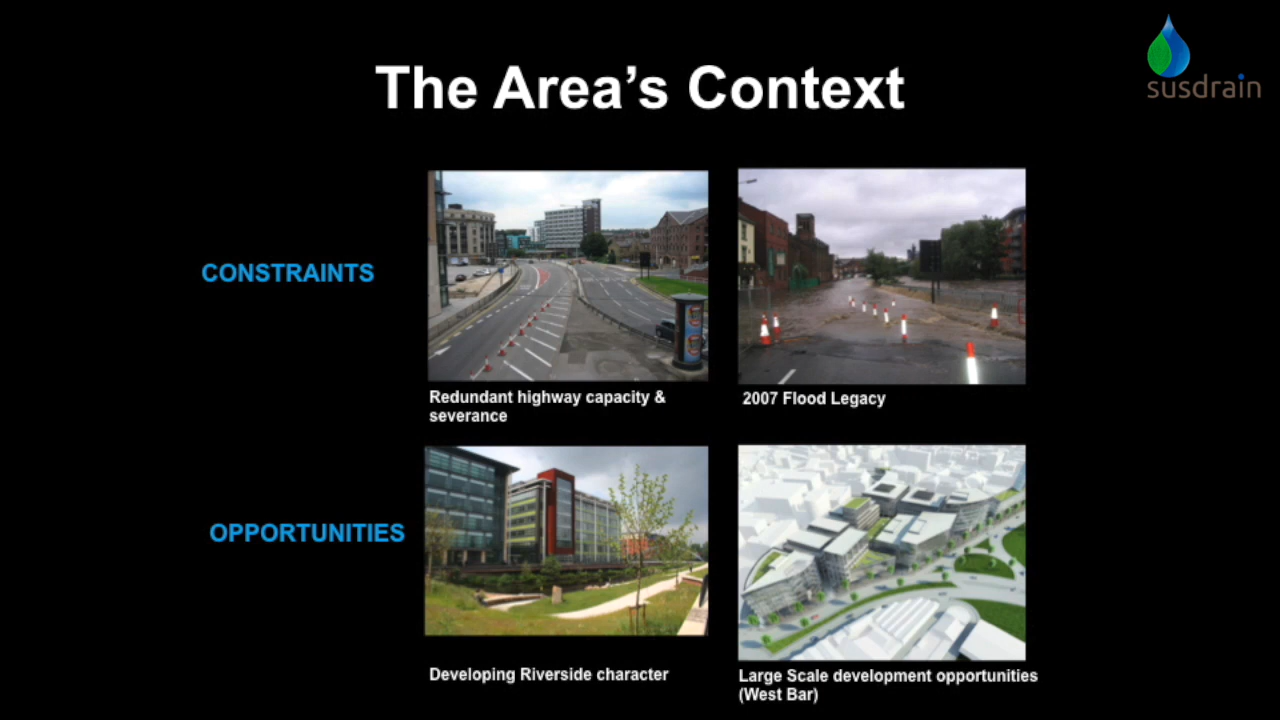 The Area’s Context
susdrain
CONSTRAINTS
Redundant highway capacity &
severance
2007 Flood Legacy
OPPORTUNITIES
Developing Riverside character
Large Scale development opportunities
(West Bar)